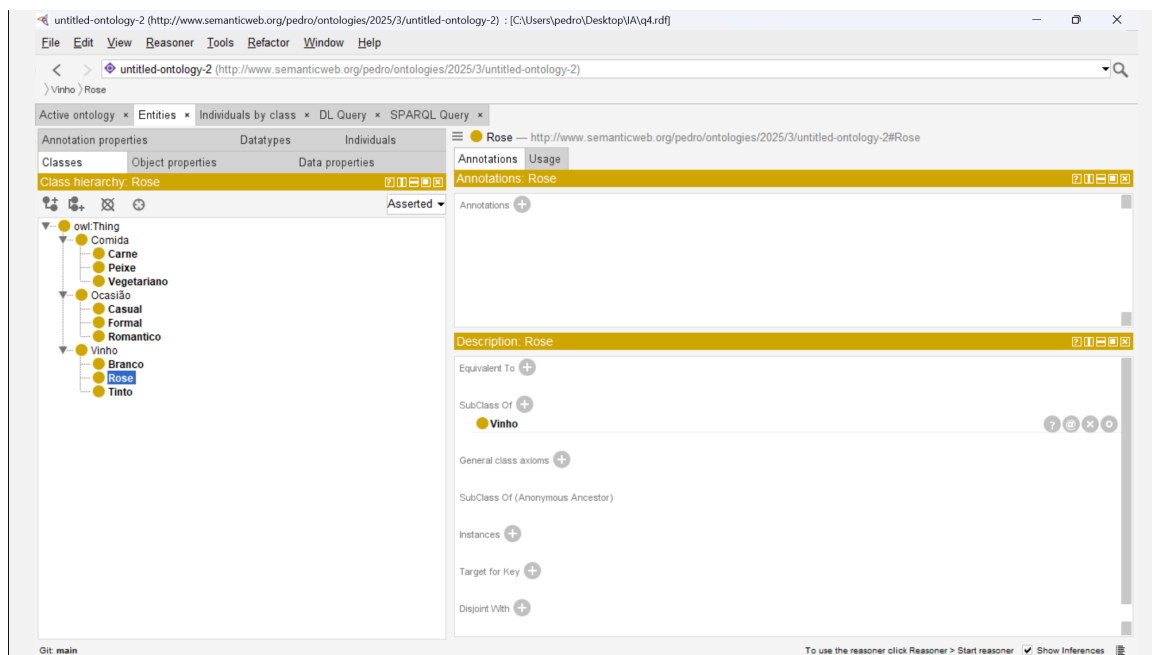 untitled-ontology-2 (http://www.semanticweb.org/pedro/ontologies/2025/3/untitled-ontology-2) : [C:\Users\pedro\Desktop\IA\q4.rdf]
File Edit View Reasoner Tools Refactor Window Help
untitled-ontology-2 (http://www.semanticweb.org/pedro/ontologies/2025/3/untitled-ontology-2)
Vinho Rose
Active ontology × Entities × Individuals by class × DL Query × SPARQL Query ×
Annotation properties Datatypes Individuals
Classes Object properties Data properties
Class hierarchy: Rose
Asserted
owl:Thing
Comida
Carne
Peixe
Vegetariano
Ocasião
Casual
Formal
Romantico
Vinho
Branco
Rose
Tinto
Rose — http://www.semanticweb.org/pedro/ontologies/2025/3/untitled-ontology-2#Rose
Annotations Usage
Annotations: Rose
Annotations
Description: Rose
Equivalent To
SubClass Of
Vinho
General class axioms
SubClass Of (Anonymous Ancestor)
Instances
Target for Key
Disjoint With
Git: main
To use the reasoner click Reasoner > Start reasoner Show Inferences